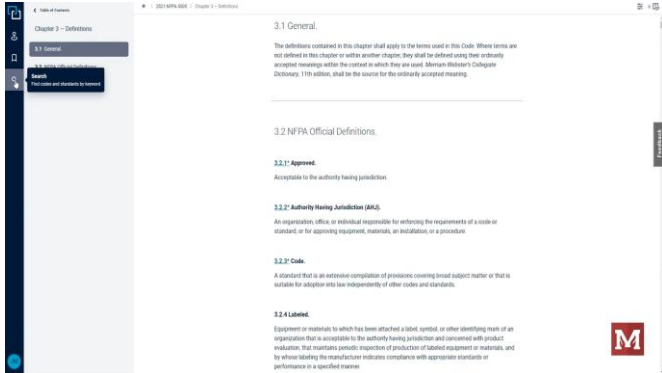 Table of Contents
2021 NFPA 5000 / Chapter 3 – Definitions
Chapter 3 – Definitions
3.1 General
3.2 NFPA Official Definitions
Search
Find codes and standards by keyword.
3.1 General.
The definitions contained in this chapter shall apply to the terms used in this Code. Where terms are
not defined in this chapter or within another chapter, they shall be defined using their ordinarily
accepted meanings within the context in which they are used. Merriam-Webster's Collegiate
Dictionary, 11th edition, shall be the source for the ordinarily accepted meaning.
3.2 NFPA Official Definitions.
3.2.1* Approved.
Acceptable to the authority having jurisdiction.
3.2.2* Authority Having Jurisdiction (AHJ).
An organization, office, or individual responsible for enforcing the requirements of a code or
standard, or for approving equipment, materials, an installation, or a procedure.
3.2.3* Code.
A standard that is an extensive compilation of provisions covering broad subject matter or that is
suitable for adoption into law independently of other codes and standards.
3.2.4 Labeled.
Equipment or materials to which has been attached a label, symbol, or other identifying mark of an
organization that is acceptable to the authority having jurisdiction and concerned with product
evaluation, that maintains periodic inspection of production of labeled equipment or materials, and
by whose labeling the manufacturer indicates compliance with appropriate standards or
performance in a specified manner.
Feedback
M